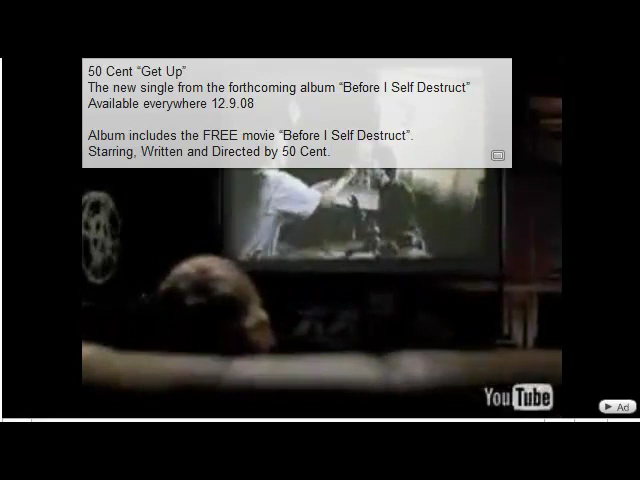 50 Cent “Get Up”
The new single from the forthcoming album “Before I Self Destruct”
Available everywhere 12.9.08
Album includes the FREE movie “Before I Self Destruct”.
Starring, Written and Directed by 50 Cent.
YouTube
Ad